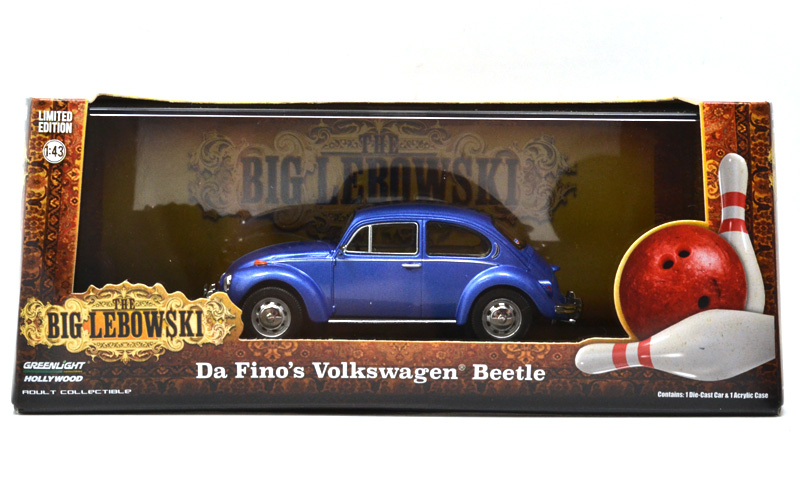 LIMITED
EDITION
1:43
THE
BIG LEBOWSKI
THE
BIG LEBOWSKI
GREENLIGHT
HOLLYWOOD
ADULT COLLECTIBLE
Da Fino's Volkswagen® Beetle
Contains: 1 Die-Cast Car & 1 Acrylic Case